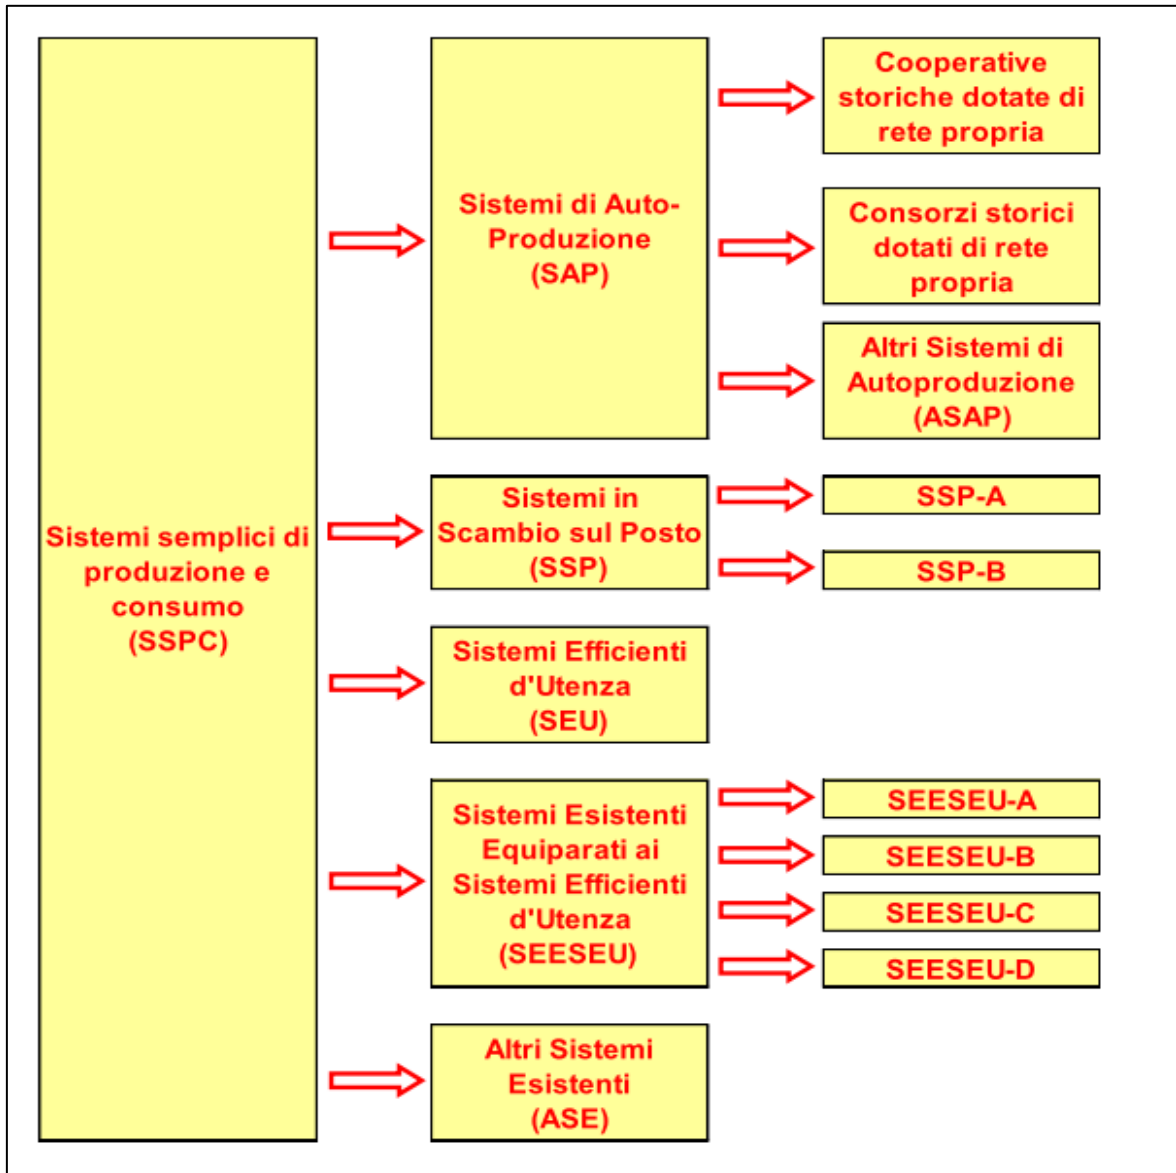 Sistemi semplici di
produzione e
consumo
(SSPC)
Sistemi di Auto-
Produzione
(SAP)
Cooperative
storiche dotate di
rete propria
Consorzi storici
dotati di rete
propria
Altri Sistemi di
Autoproduzione
(ASAP)
Sistemi in
Scambio sul Posto
(SSP)
SSP-A
SSP-B
Sistemi Efficienti
d'Utenza
(SEU)
Sistemi Esistenti
Equiparati ai
Sistemi Efficienti
d'Utenza
(SEESEU)
SEESEU-A
SEESEU-B
SEESEU-C
SEESEU-D
Altri Sistemi
Esistenti
(ASE)